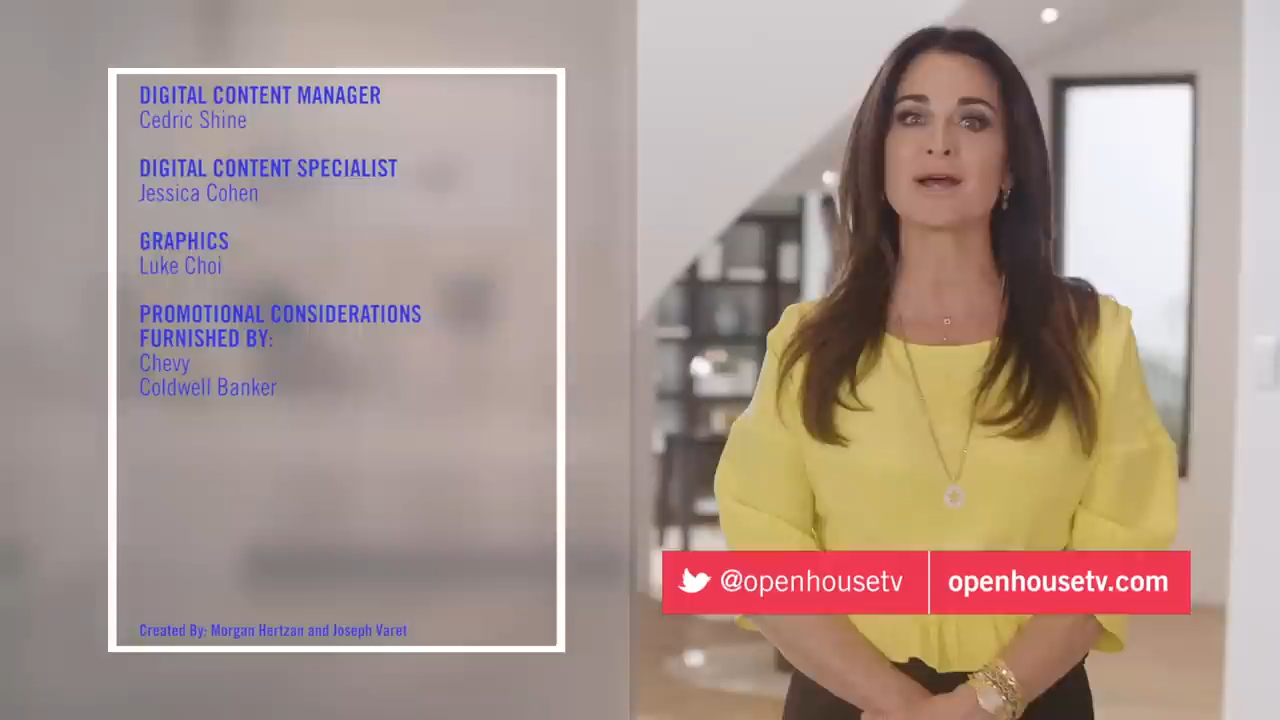 DIGITAL CONTENT MANAGER
Cedric Shine
DIGITAL CONTENT SPECIALIST
Jessica Cohen
GRAPHICS
Luke Choi
PROMOTIONAL CONSIDERATIONS
FURNISHED BY:
Chevy
Coldwell Banker
Created By: Morgan Hertzan and Joseph Varet
@openhousetv
openhousetv.com